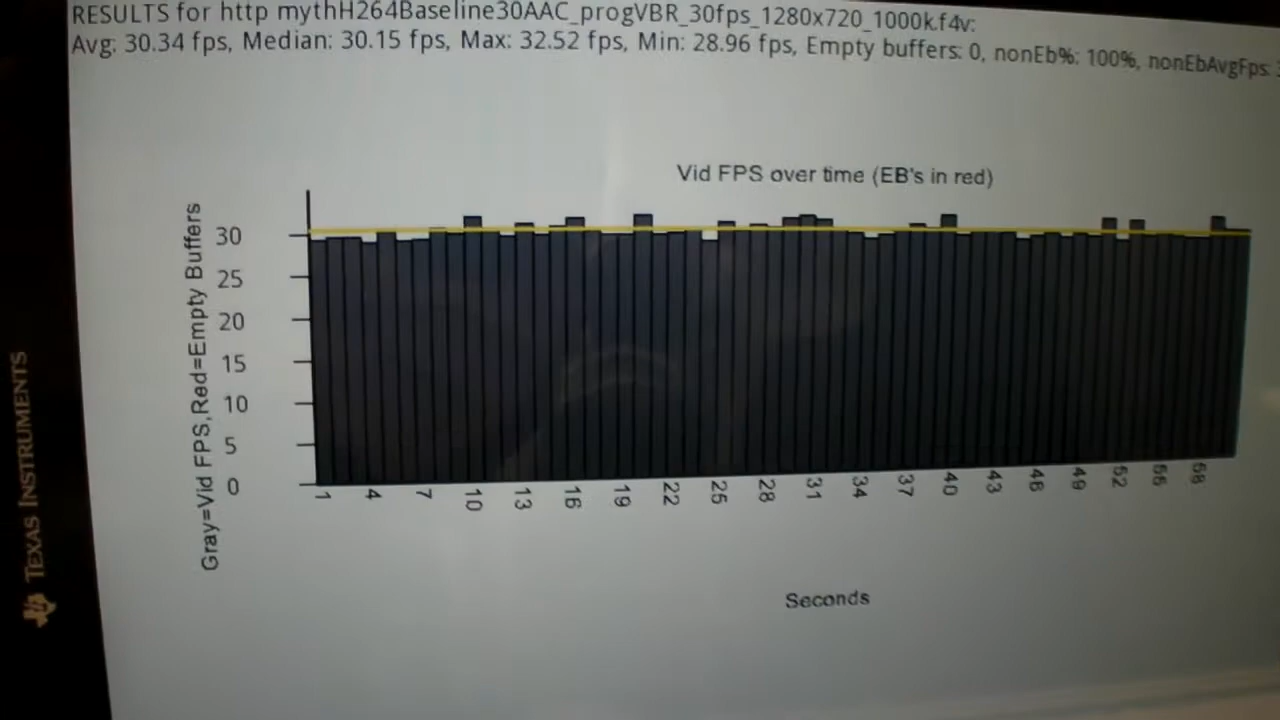 RESULTS for http mythH264Baseline30AAC_progVBR_30fps_1280x720_1000k.f4v:
Avg: 30.34 fps, Median: 30.15 fps, Max: 32.52 fps, Min: 28.96 fps, Empty buffers: 0, nonEb%: 100%, nonEbAvgFps:
Vid FPS over time (EB's in red)
Gray=Vid FPS,Red=Empty Buffers
30
25
20
15
10
5
0
1 4 7 10 13 16 19 22 25 28 31 34 37 40 43 46 49 52 55 58
Seconds
TEXAS INSTRUMENTS